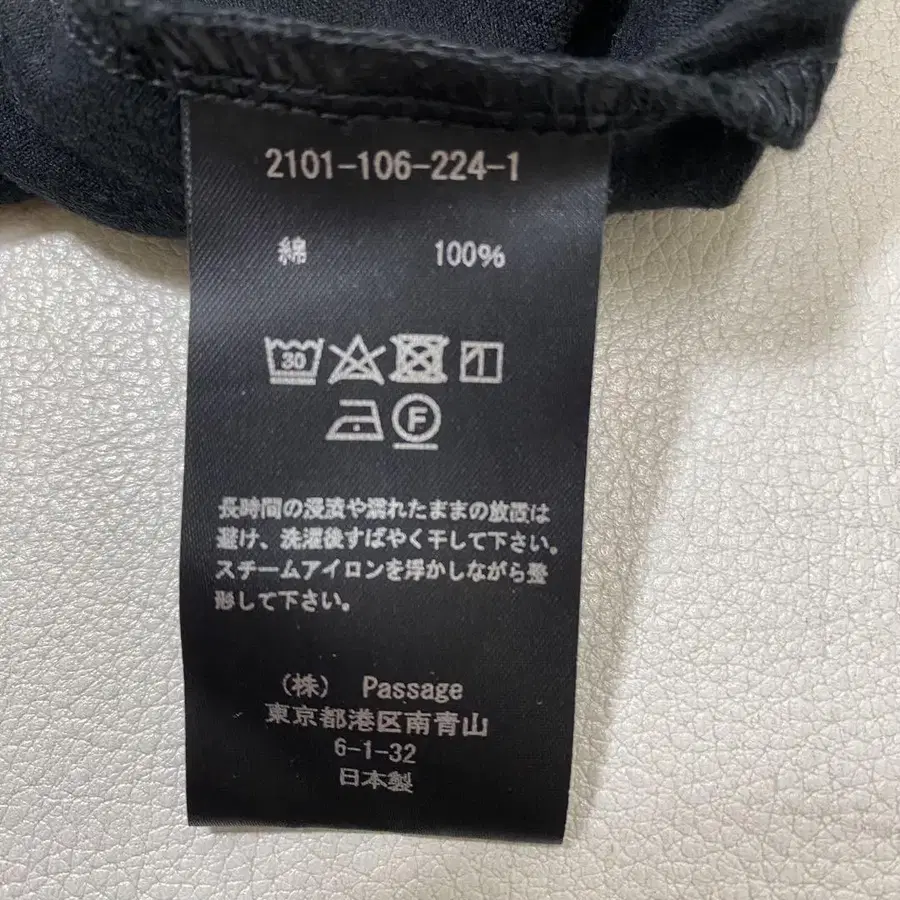 2101-106-224-1
綿 100%
30
F
長時間の浸漬や濡れたままの放置は
避け、洗濯後すばやく干して下さい。
スチームアイロンを浮かしながら整
形して下さい。
(株) Passage
東京都港区南青山
6-1-32
日本製